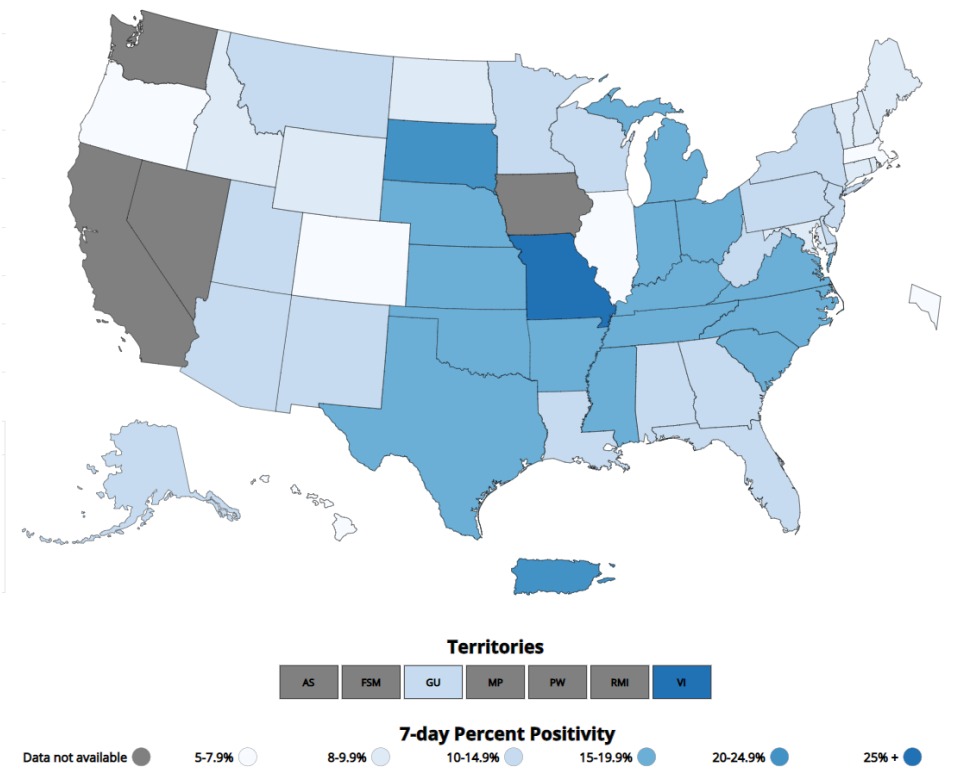 Territories
AS FSM GU MP PW RMI VI
7-day Percent Positivity
Data not available 5-7.9% 8-9.9% 10-14.9% 15-19.9% 20-24.9% 25% +